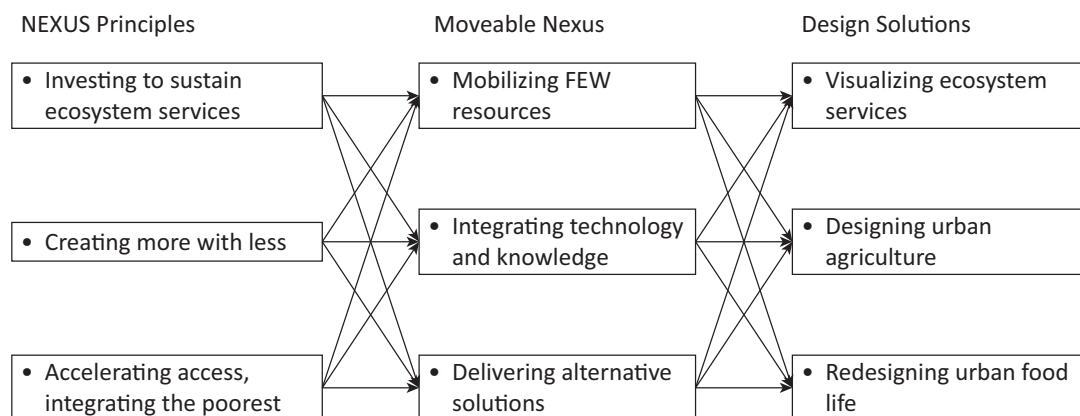 NEXUS Principles
Moveable Nexus
Design Solutions
• Investing to sustain
ecosystem services
• Mobilizing FEW
resources
• Visualizing ecosystem
services
• Creating more with less
• Integrating technology
and knowledge
• Designing urban
agriculture
• Accelerating access,
integrating the poorest
• Delivering alternative
solutions
• Redesigning urban food
life